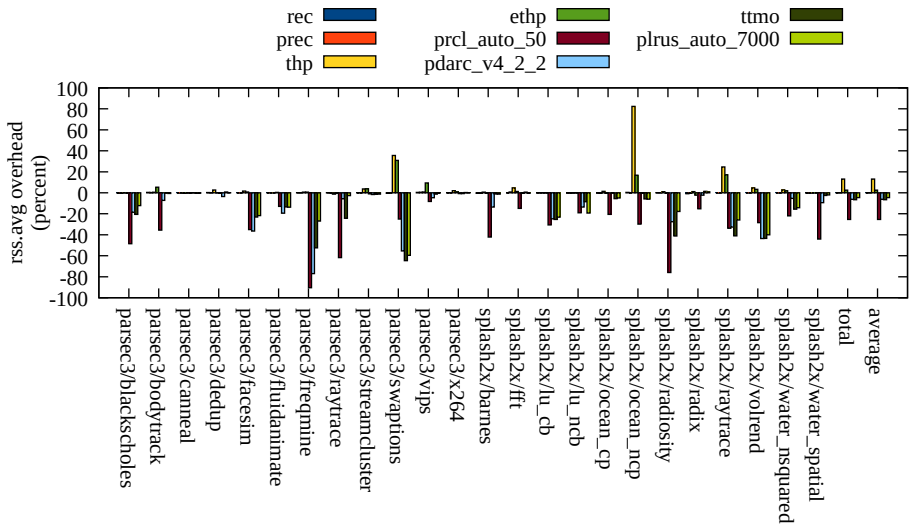 rec
prec
thp
ethp
prcl_auto_50
pdarc_v4_2_2
ttmo
plrus_auto_7000
rss.avg overhead
(percent)
100
80
60
40
20
0
-20
-40
-60
-80
-100
parsec3/blackscholes
parsec3/bodytrack
parsec3/canneal
parsec3/dedup
parsec3/facesim
parsec3/fluidanimate
parsec3/freqmine
parsec3/raytrace
parsec3/streamcluster
parsec3/swaptions
parsec3/vips
parsec3/x264
splash2x/barnes
splash2x/fft
splash2x/lu_cb
splash2x/lu_ncb
splash2x/ocean_cp
splash2x/ocean_ncp
splash2x/radiosity
splash2x/radix
splash2x/raytrace
splash2x/volrend
splash2x/water_nsquared
splash2x/water_spatial
total
average